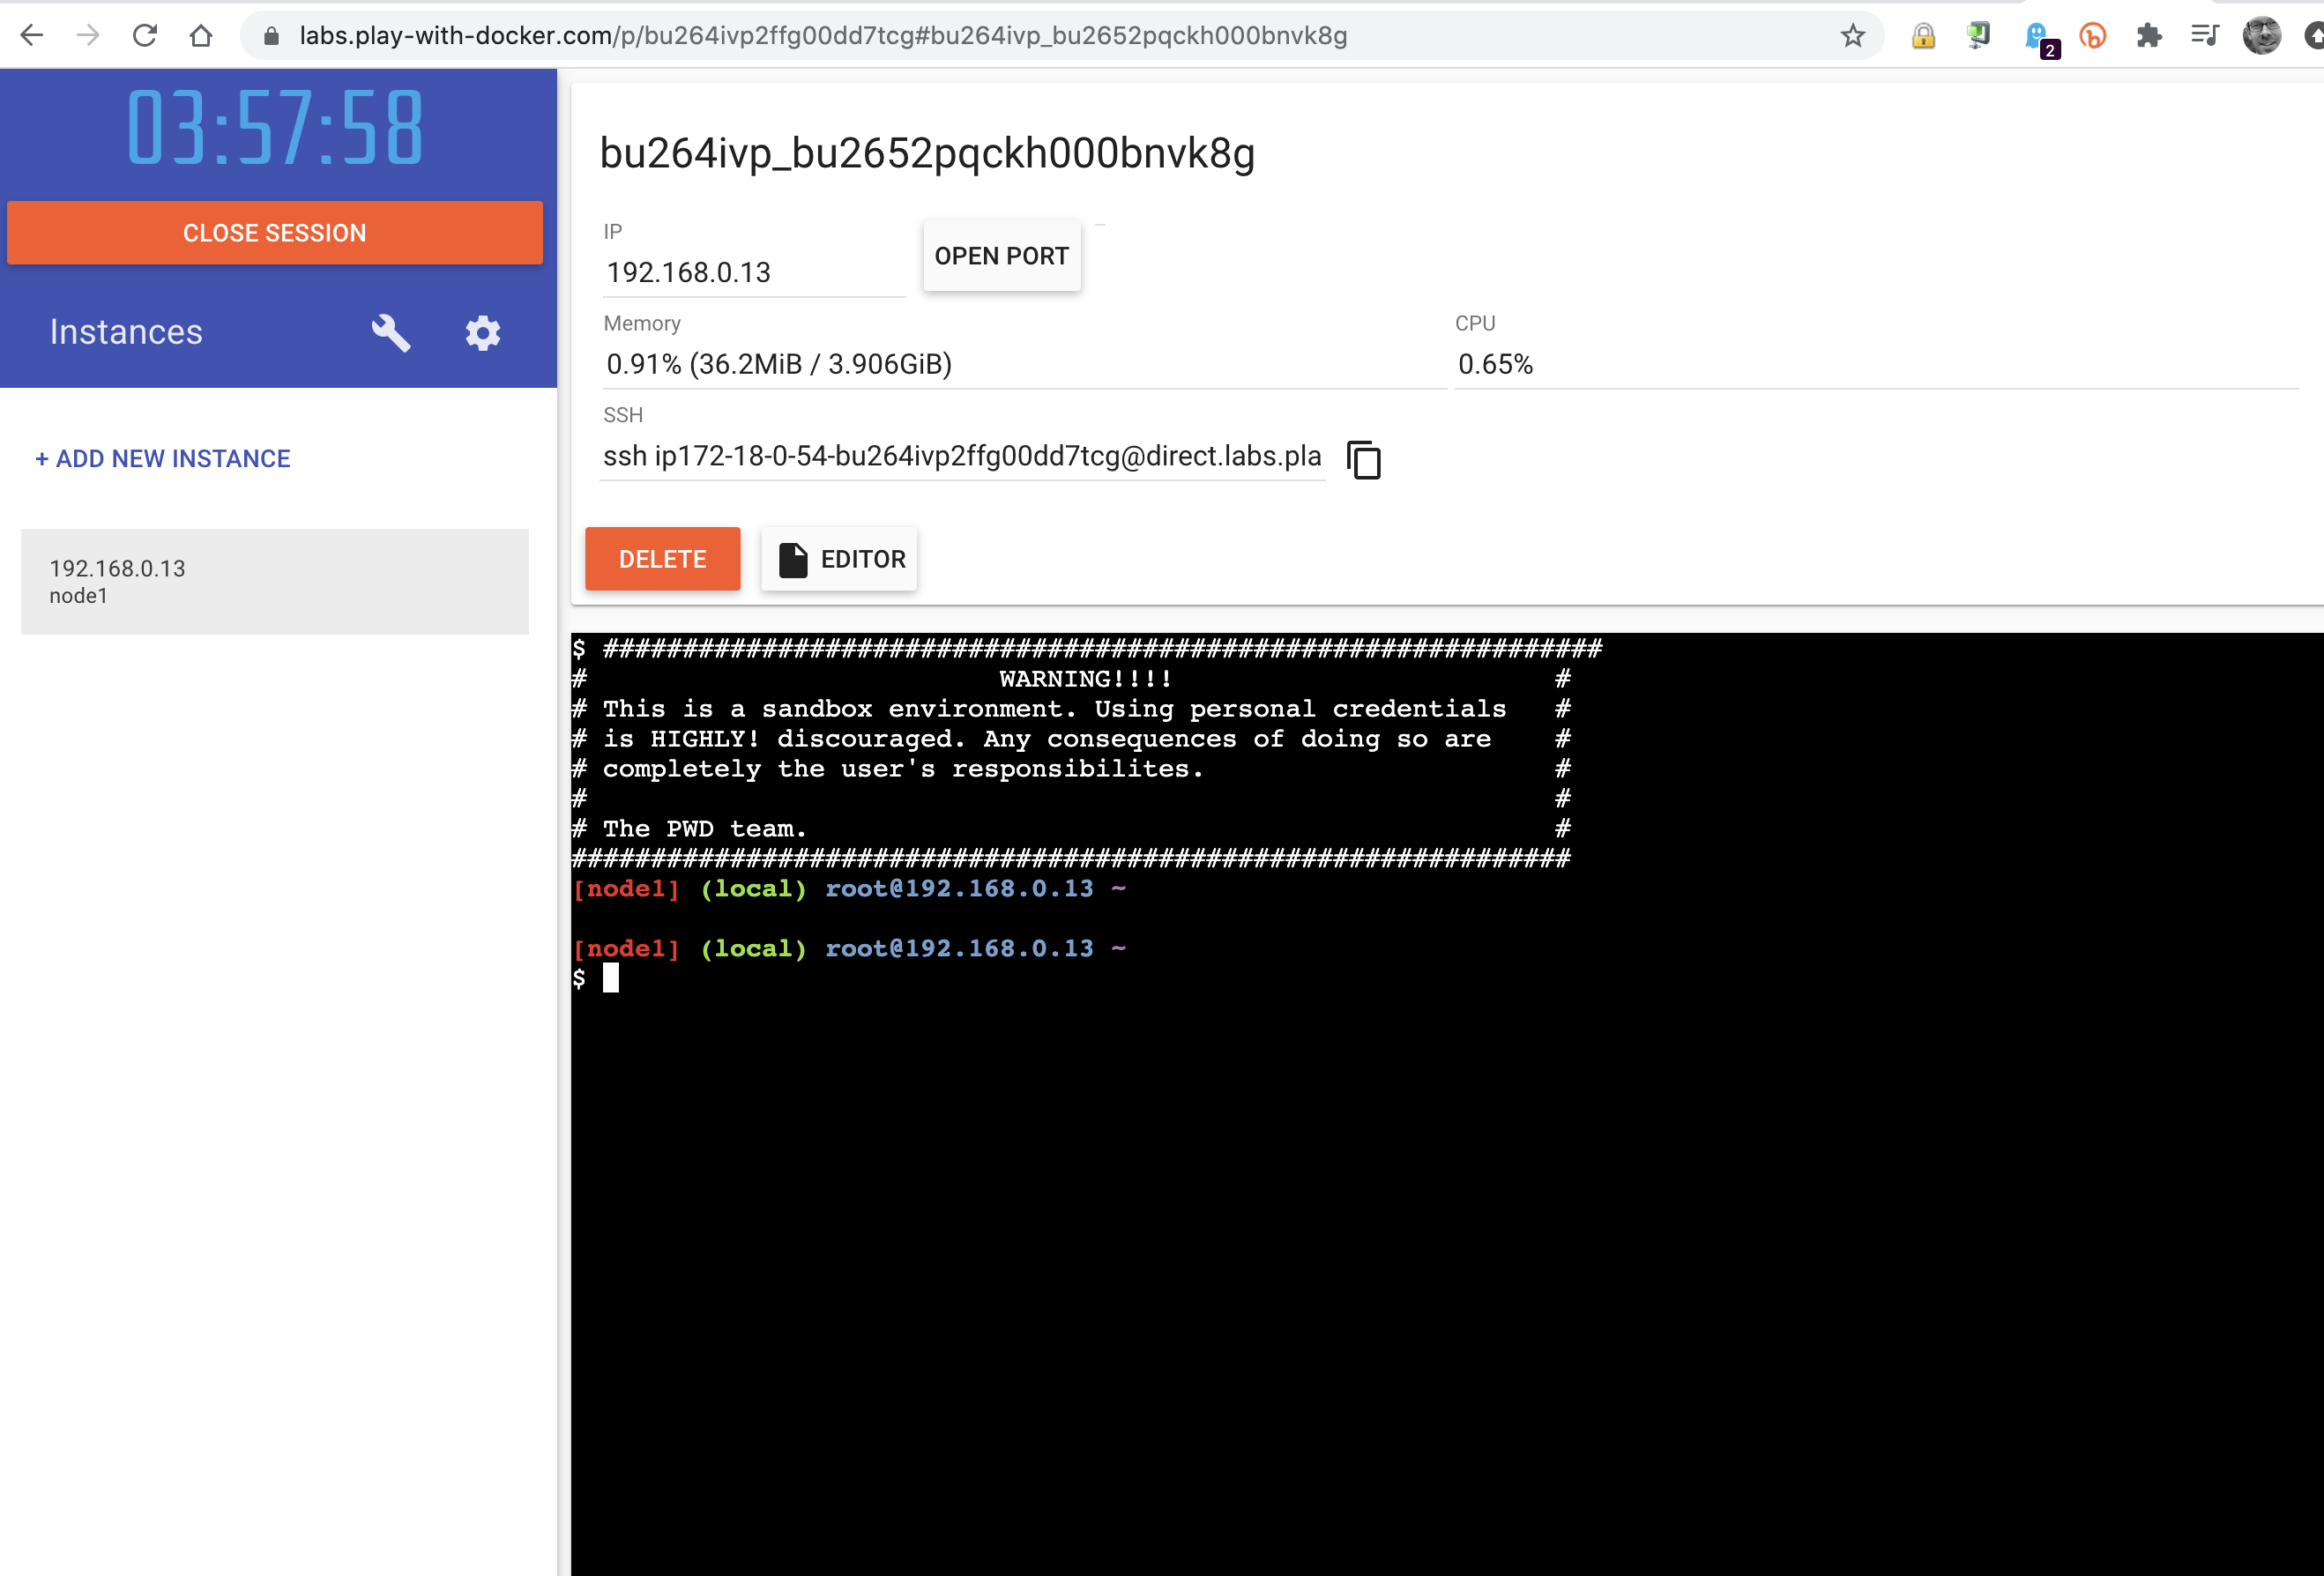 labs.play-with-docker.com/p/bu264ivp2ffg00dd7tcg#bu264ivp_bu2652pqckh000bnvk8g
2
03:57:58
CLOSE SESSION
Instances
+ ADD NEW INSTANCE
192.168.0.13
node1
bu264ivp_bu2652pqckh000bnvk8g
IP
192.168.0.13
OPEN PORT
Memory
0.91% (36.2MiB / 3.906GiB)
CPU
0.65%
SSH
ssh ip172-18-0-54-bu264ivp2ffg00dd7tcg@direct.labs.pla
DELETE
EDITOR
$ ###############################################################
# WARNING!!!! #
# This is a sandbox environment. Using personal credentials #
# is HIGHLY! discouraged. Any consequences of doing so are #
# completely the user's responsibilites. #
# #
# The PWD team. #
###############################################################
[node1] (local) root@192.168.0.13 ~
[node1] (local) root@192.168.0.13 ~
$